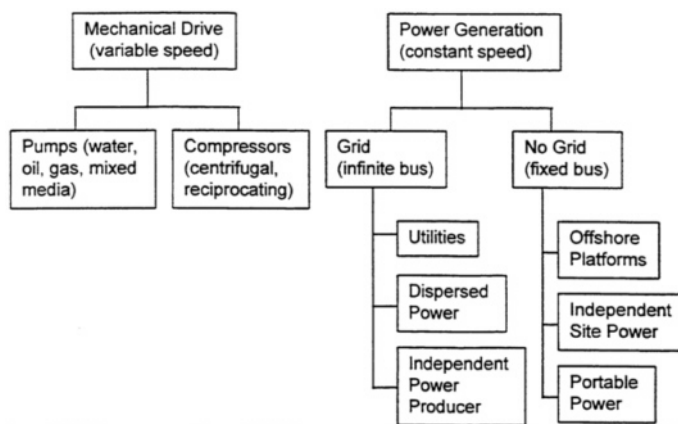 Mechanical Drive
(variable speed)
Power Generation
(constant speed)
Pumps (water,
oil, gas, mixed
media)
Compressors
(centrifugal,
reciprocating)
Grid
(infinite bus)
No Grid
(fixed bus)
Utilities
Dispersed
Power
Independent
Power
Producer
Offshore
Platforms
Independent
Site Power
Portable
Power